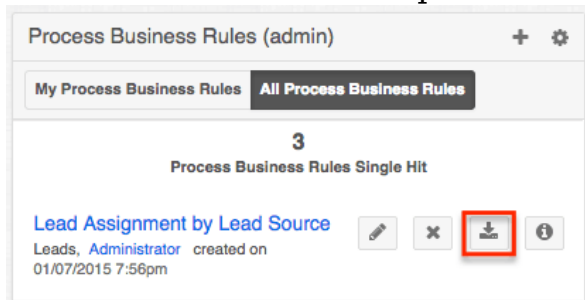 Process Business Rules (admin)
My Process Business Rules All Process Business Rules
3
Process Business Rules Single Hit
Lead Assignment by Lead Source
Leads, Administrator created on
01/07/2015 7:56pm